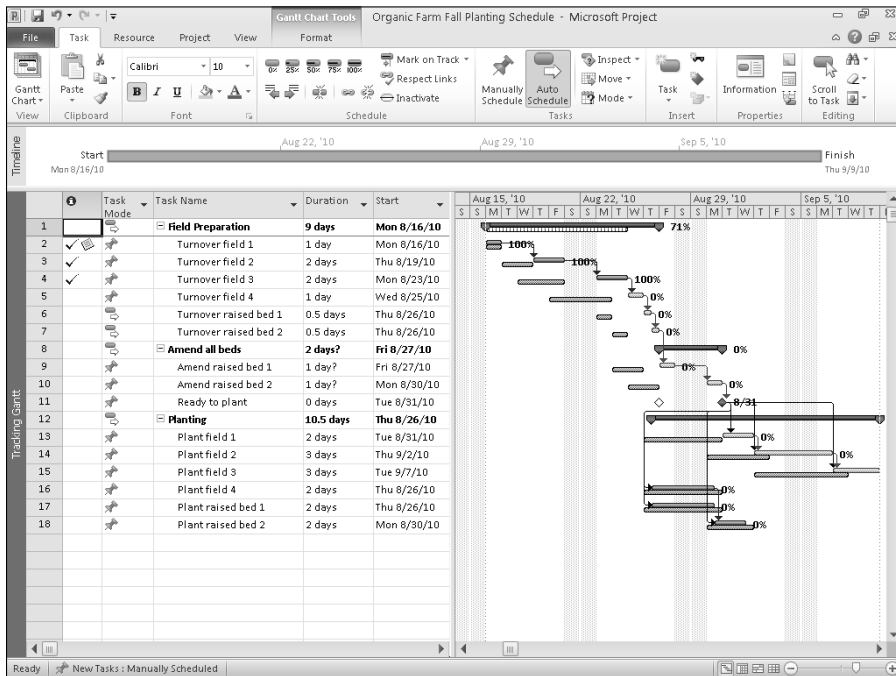 Gantt Chart Tools Organic Farm Fall Planting Schedule - Microsoft Project
File Task Resource Project View Format
Gantt Chart
View
Paste
Clipboard
Calibri 10
B I U A
Font
0% 25% 50% 75% 100%
Mark on Track
Respect Links
Inactivate
Schedule
Manually Schedule
Auto Schedule
Inspect
Move
Mode
Tasks
Task
Insert
Information
Properties
Scroll to Task
Editing
Timeline
Aug 22, '10 Aug 29, '10 Sep 5, '10
Start Finish
Mon 8/16/10 Thu 9/9/10
Task Mode Task Name Duration Start
Aug 15, '10 Aug 22, '10 Aug 29, '10 Sep 5, '10
S S M T W T F S S M T W T F S S M T W T F S S M T W T
1 Field Preparation 9 days Mon 8/16/10 71%
2 Turnover field 1 1 day Mon 8/16/10 100%
3 Turnover field 2 2 days Thu 8/19/10 100%
4 Turnover field 3 2 days Mon 8/23/10 100%
5 Turnover field 4 1 day Wed 8/25/10 0%
6 Turnover raised bed 1 0.5 days Thu 8/26/10 0%
7 Turnover raised bed 2 0.5 days Thu 8/26/10 0%
8 Amend all beds 2 days? Fri 8/27/10 0%
9 Amend raised bed 1 1 day? Fri 8/27/10 0%
10 Amend raised bed 2 1 day? Mon 8/30/10 0%
11 Ready to plant 0 days Tue 8/31/10 8/31
12 Planting 10.5 days Thu 8/26/10
13 Plant field 1 2 days Tue 8/31/10 0%
14 Plant field 2 3 days Thu 9/2/10 0%
15 Plant field 3 3 days Tue 9/7/10
16 Plant field 4 2 days Thu 8/26/10 0%
17 Plant raised bed 1 2 days Thu 8/26/10 0%
18 Plant raised bed 2 2 days Mon 8/30/10 0%
Tracking Gantt
Ready New Tasks : Manually Scheduled